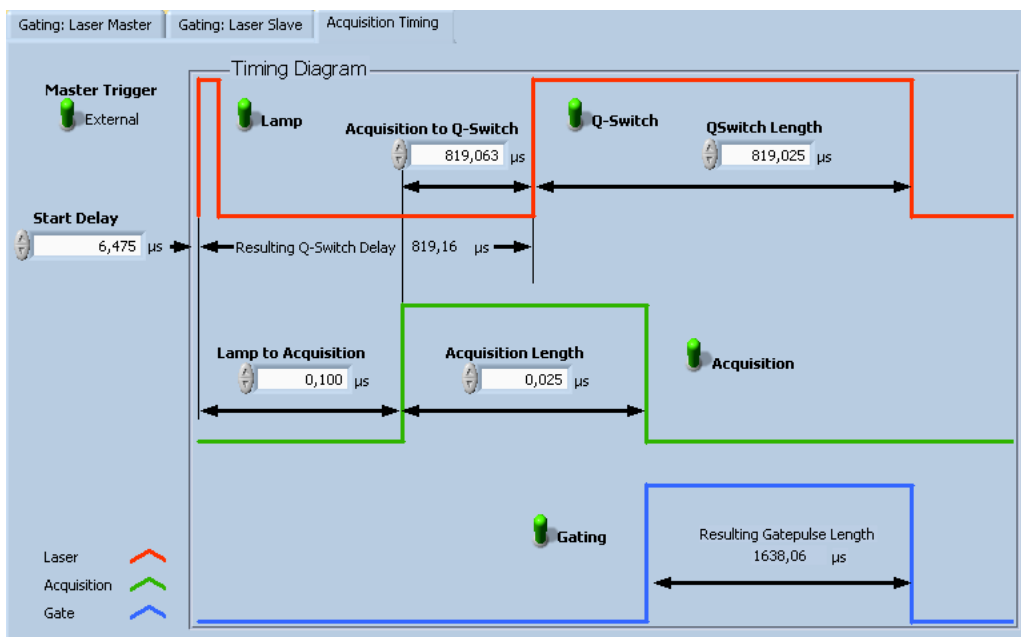 Gating: Laser Master
Gating: Laser Slave
Acquisition Timing
Timing Diagram
Master Trigger
External
Lamp
Acquisition to Q-Switch
819,063 µs
Q-Switch
QSwitch Length
819,025 µs
Start Delay
6,475 µs
Resulting Q-Switch Delay 819,16 µs
Lamp to Acquisition
0,100 µs
Acquisition Length
0,025 µs
Acquisition
Gating
Resulting Gatepulse Length
1638,06 µs
Laser
Acquisition
Gate